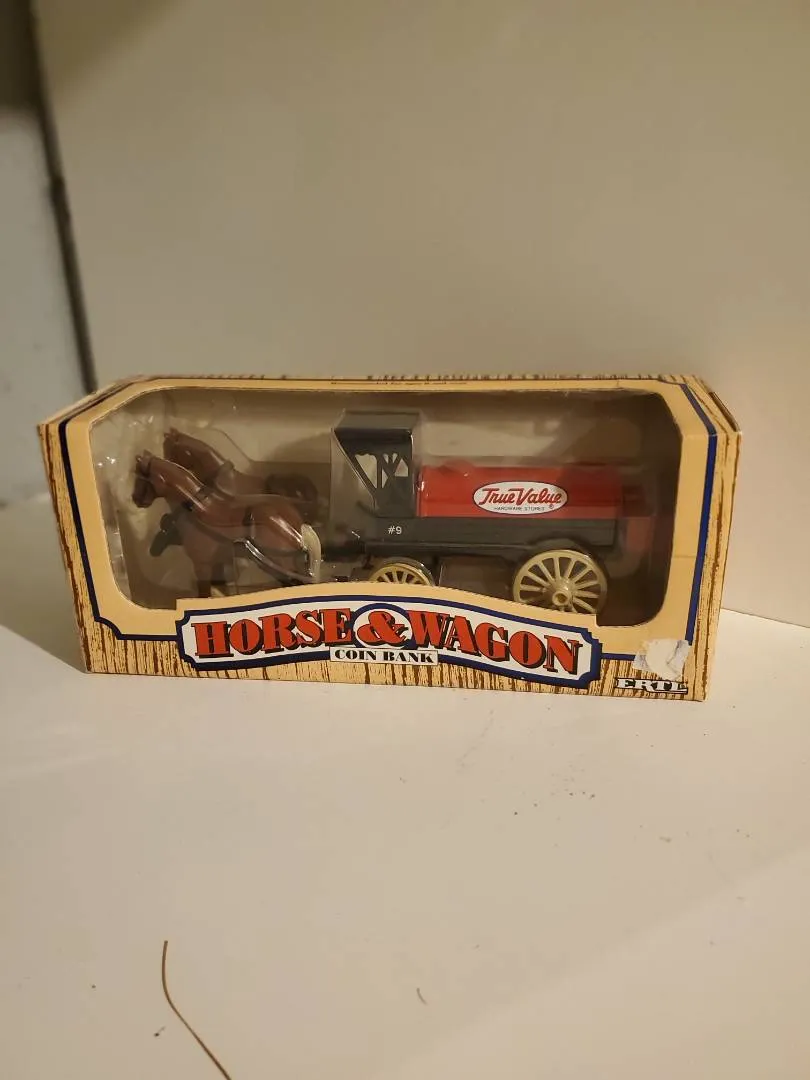 True Value®
HARDWARE STORES
#9
HORSE & WAGON
COIN BANK
ERTL